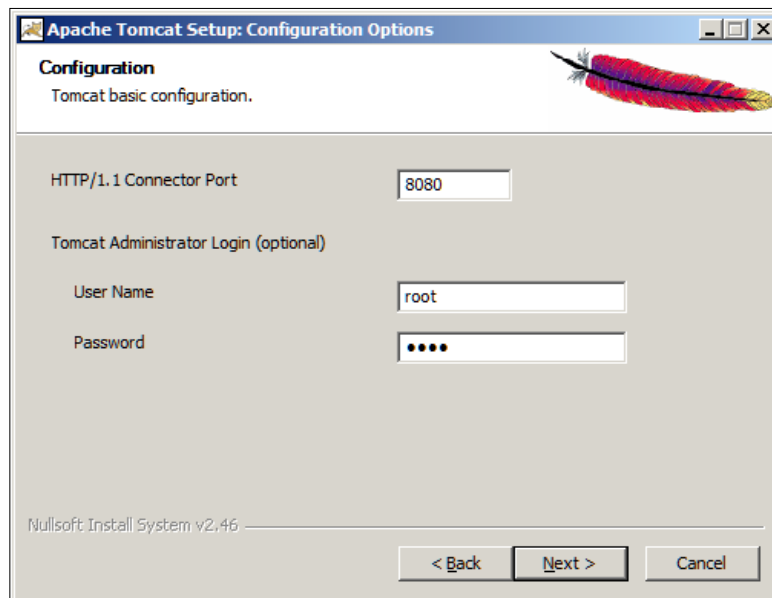 Apache Tomcat Setup: Configuration Options
Configuration
Tomcat basic configuration.
HTTP/1.1 Connector Port 8080
Tomcat Administrator Login (optional)
User Name root
Password ••••
Nullsoft Install System v2.46
< Back Next > Cancel